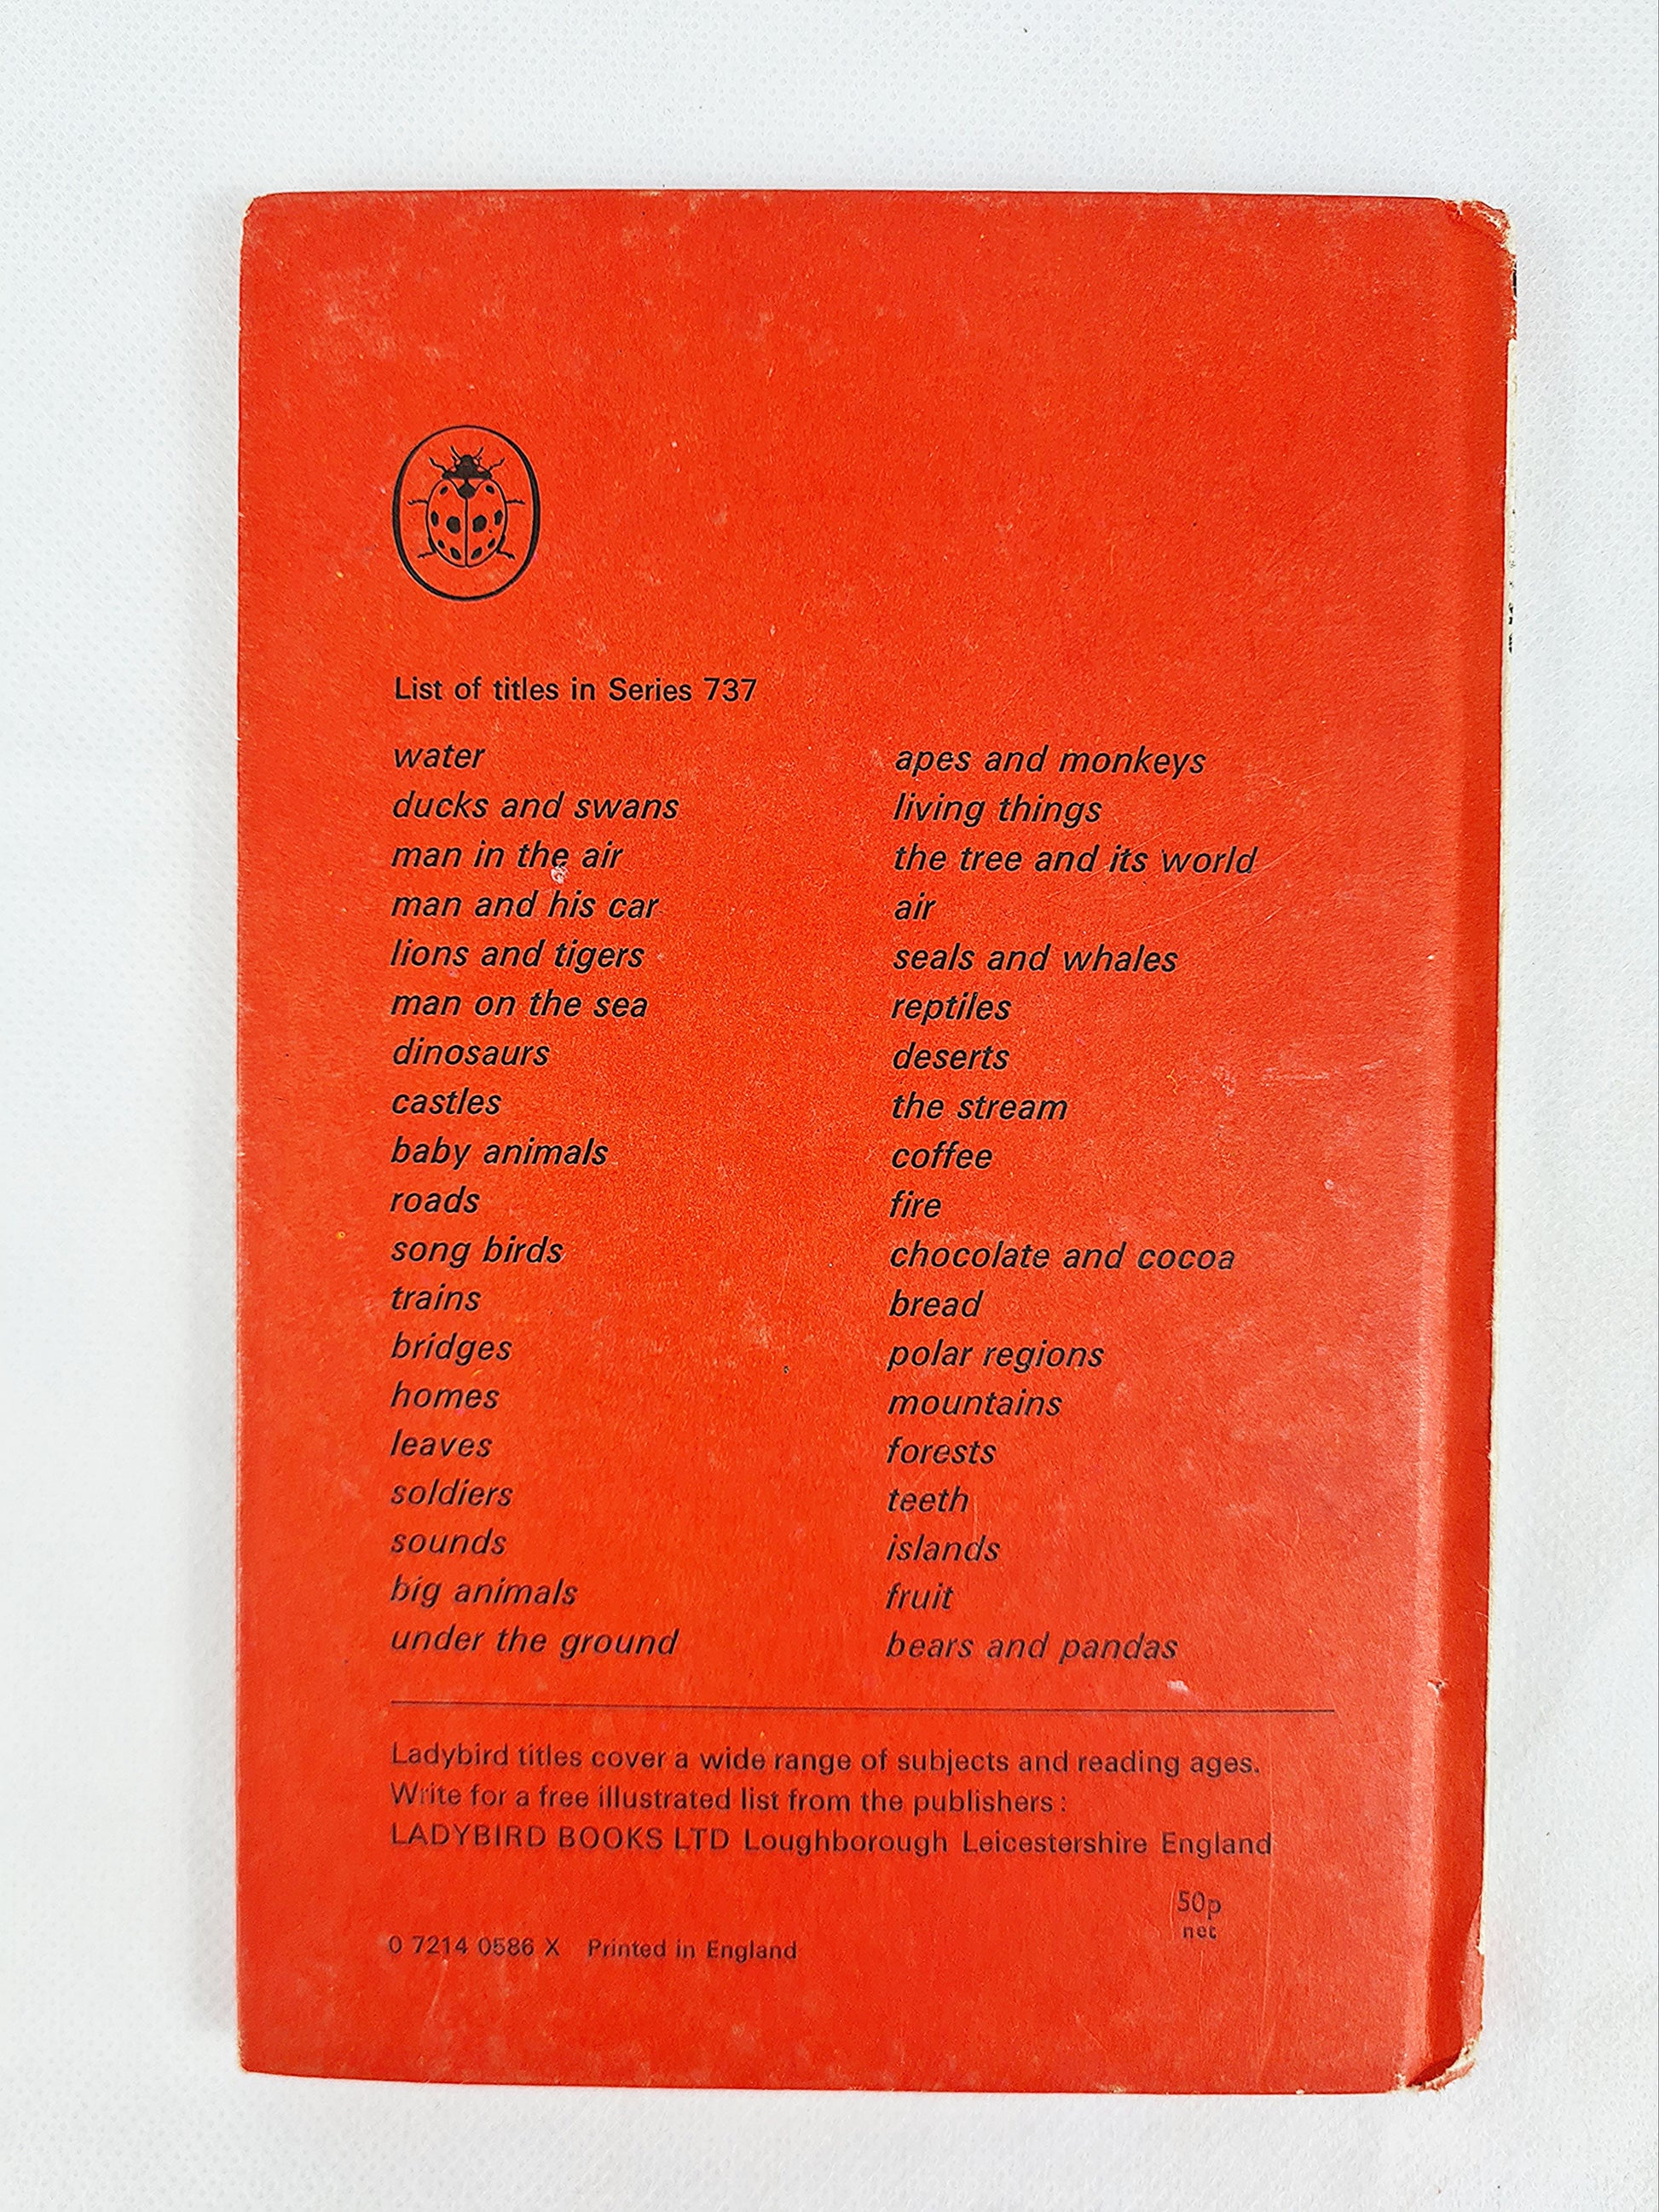 List of titles in Series 737
water
ducks and swans
man in the air
man and his car
lions and tigers
man on the sea
dinosaurs
castles
baby animals
roads
song birds
trains
bridges
homes
leaves
soldiers
sounds
big animals
under the ground
apes and monkeys
living things
the tree and its world
air
seals and whales
reptiles
deserts
the stream
coffee
fire
chocolate and cocoa
bread
polar regions
mountains
forests
teeth
islands
fruit
bears and pandas
Ladybird titles cover a wide range of subjects and reading ages.
Write for a free illustrated list from the publishers:
LADYBIRD BOOKS LTD Loughborough Leicestershire England
50p
net
0 7214 0586 X Printed in England